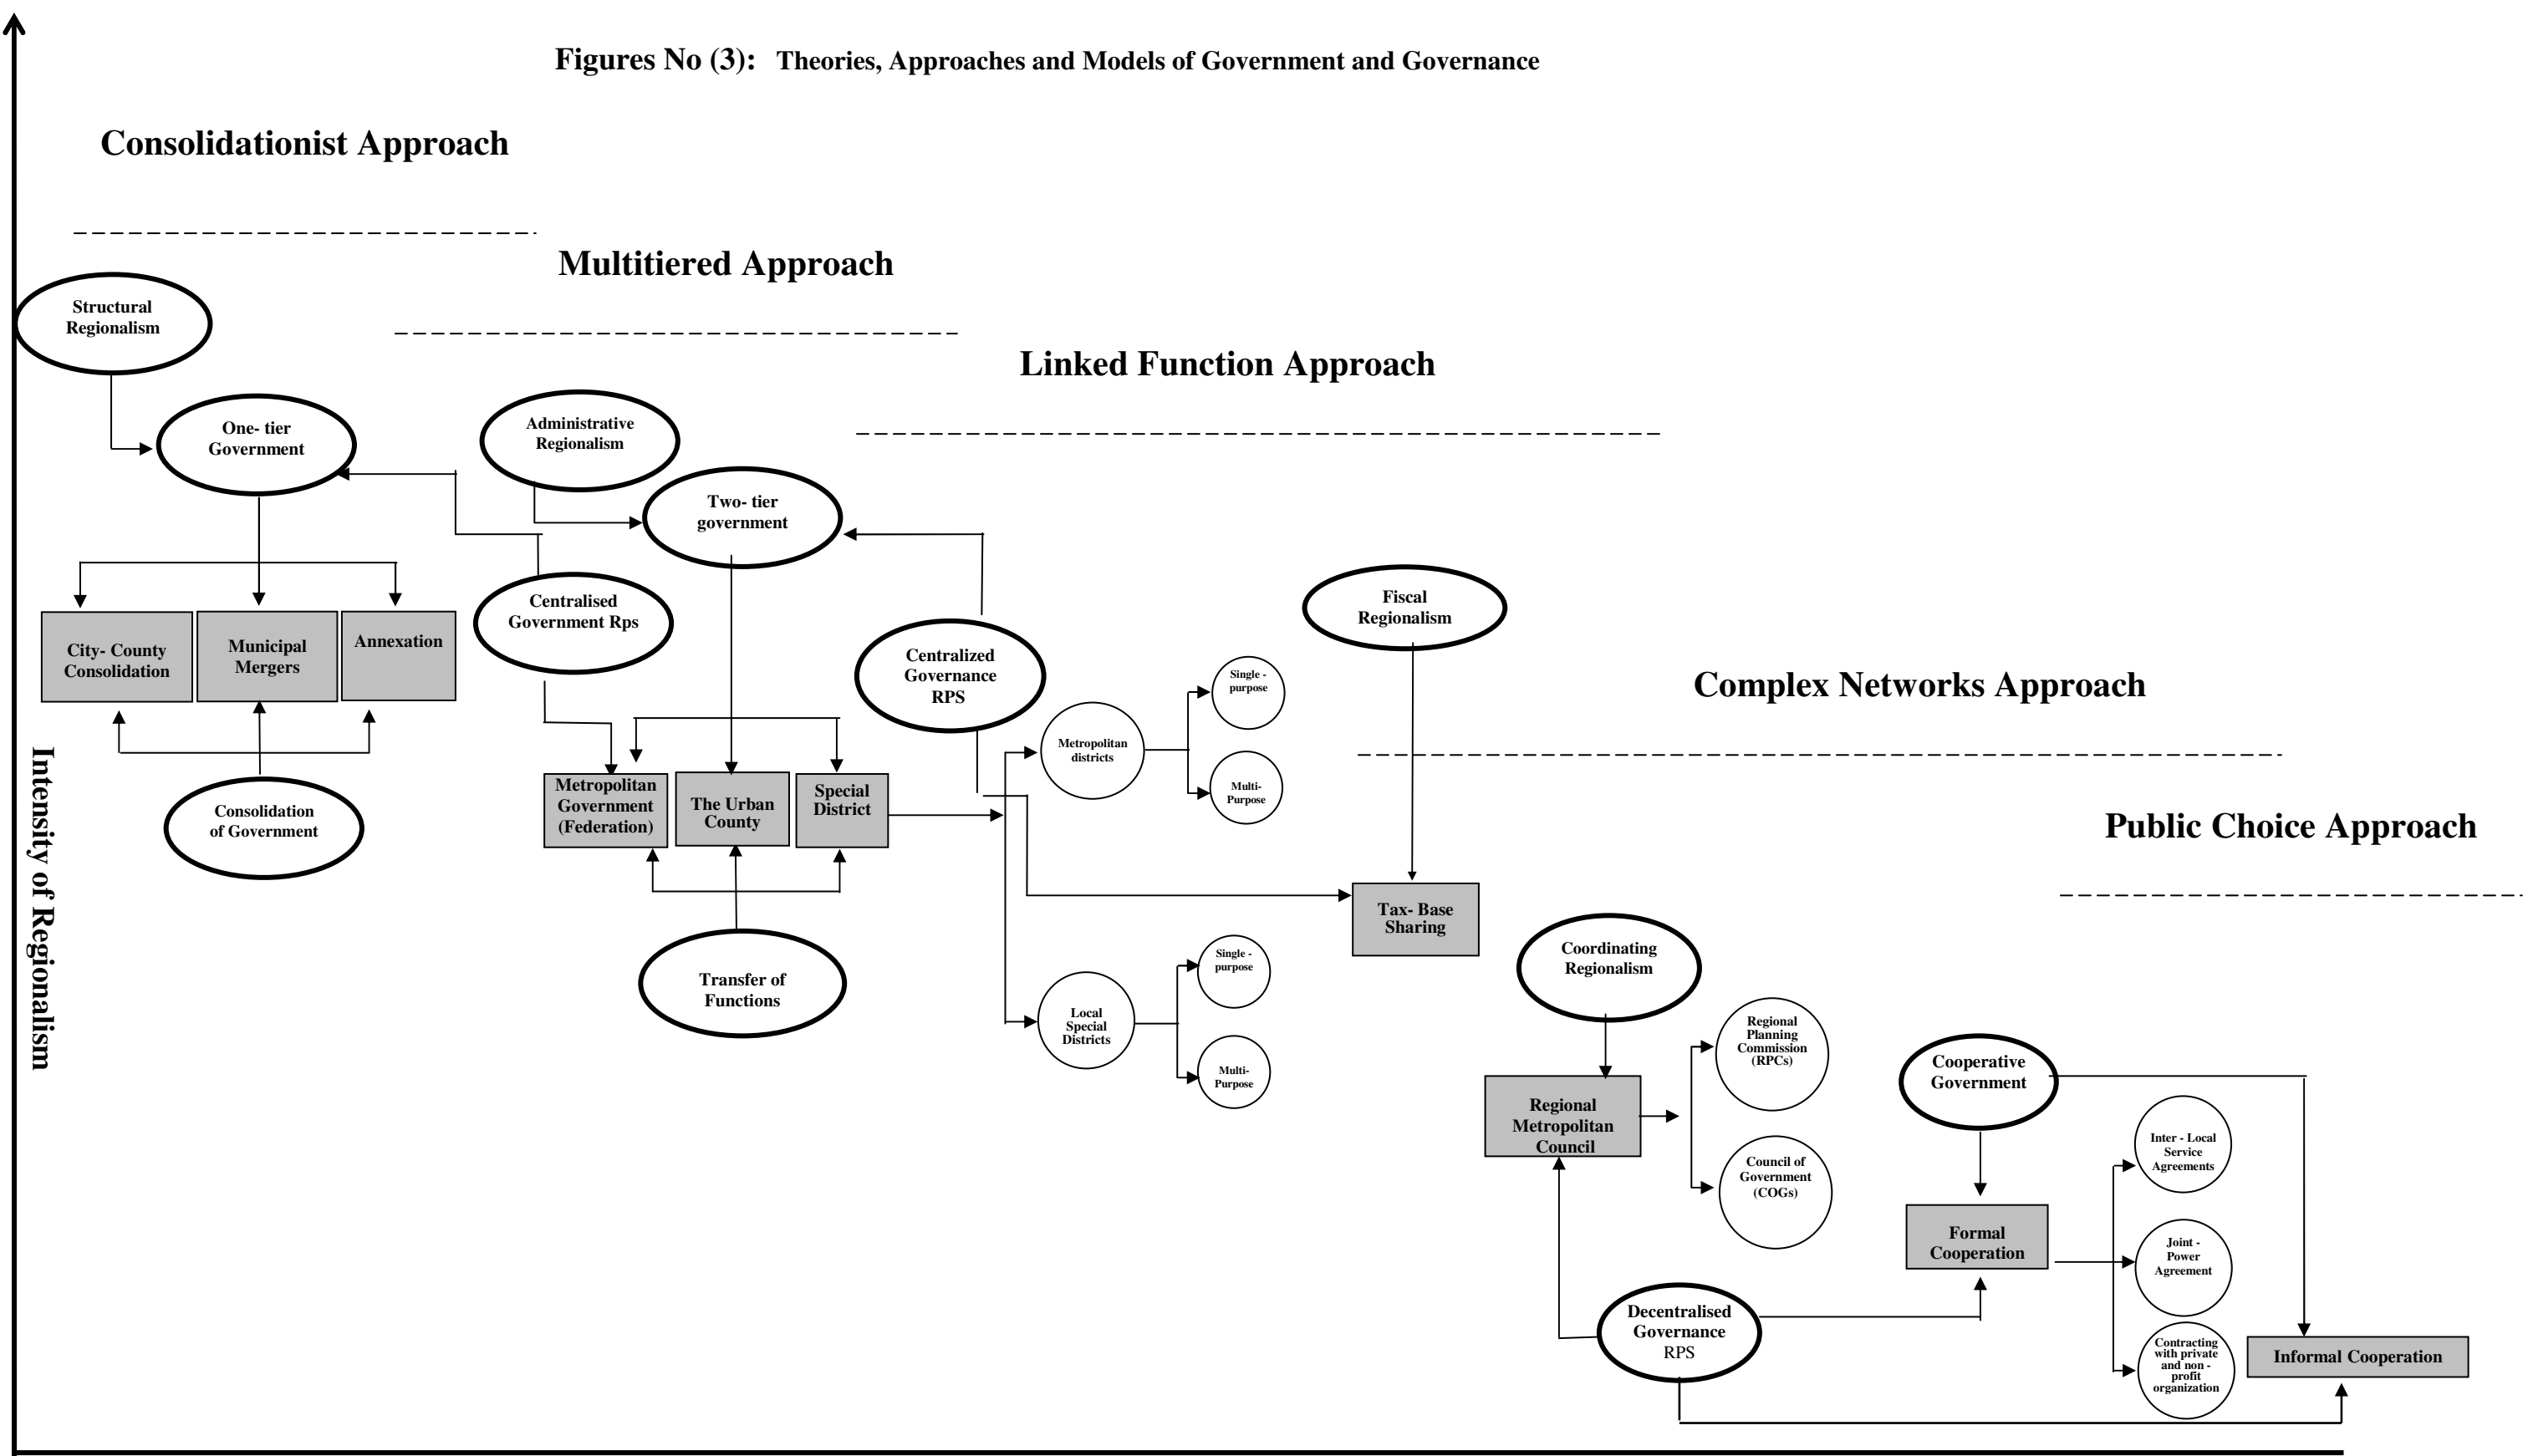 Figures No (3): Theories, Approaches and Models of Government and Governance
Consolidationist Approach
Multitiered Approach
Linked Function Approach
Complex Networks Approach
Public Choice Approach
Intensity of Regionalism
Structural
Regionalism
One- tier
Government
City- County
Consolidation
Municipal
Mergers
Annexation
Consolidation
of Government
Administrative
Regionalism
Two- tier
government
Centralised
Government Rps
Metropolitan
Government
(Federation)
The Urban
County
Special
District
Transfer of
Functions
Centralized
Governance
RPS
Metropolitan
districts
Single -
purpose
Multi-
Purpose
Local
Special
Districts
Single -
purpose
Multi-
Purpose
Fiscal
Regionalism
Tax- Base
Sharing
Coordinating
Regionalism
Regional
Metropolitan
Council
Regional
Planning
Commission
(RPCs)
Council of
Government
(COGs)
Decentralised
Governance
RPS
Cooperative
Government
Formal
Cooperation
Inter - Local
Service
Agreements
Joint -
Power
Agreement
Contracting
with private
and non -
profit
organization
Informal Cooperation